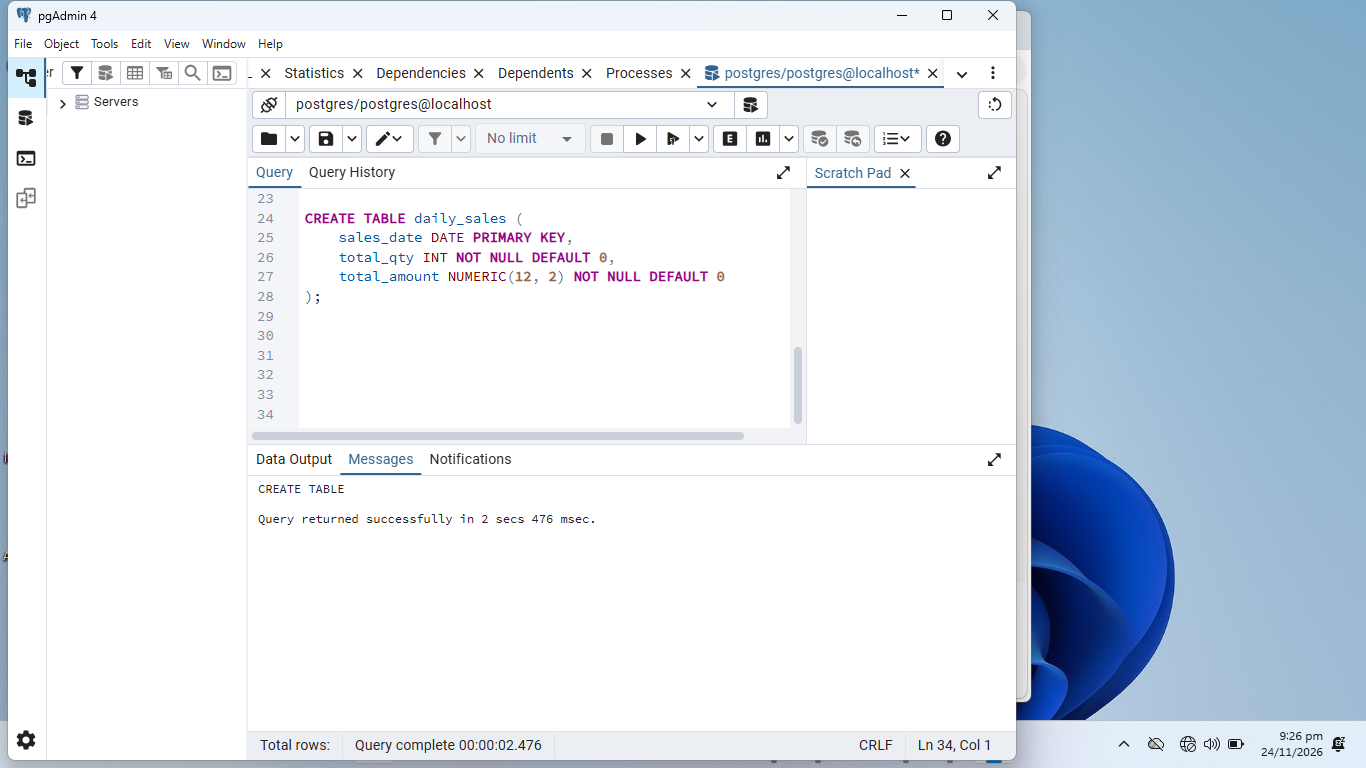 pgAdmin 4
File Object Tools Edit View Window Help
er
Statistics Dependencies Dependents Processes postgres/postgres@localhost*
Servers
postgres/postgres@localhost
No limit
E
Query Query History
Scratch Pad
23
24 CREATE TABLE daily_sales (
25 sales_date DATE PRIMARY KEY,
26 total_qty INT NOT NULL DEFAULT 0,
27 total_amount NUMERIC(12, 2) NOT NULL DEFAULT 0
28 );
29
30
31
32
33
34
Data Output Messages Notifications
CREATE TABLE
Query returned successfully in 2 secs 476 msec.
Total rows: Query complete 00:00:02.476 CRLF Ln 34, Col 1
9:26 pm
24/11/2026